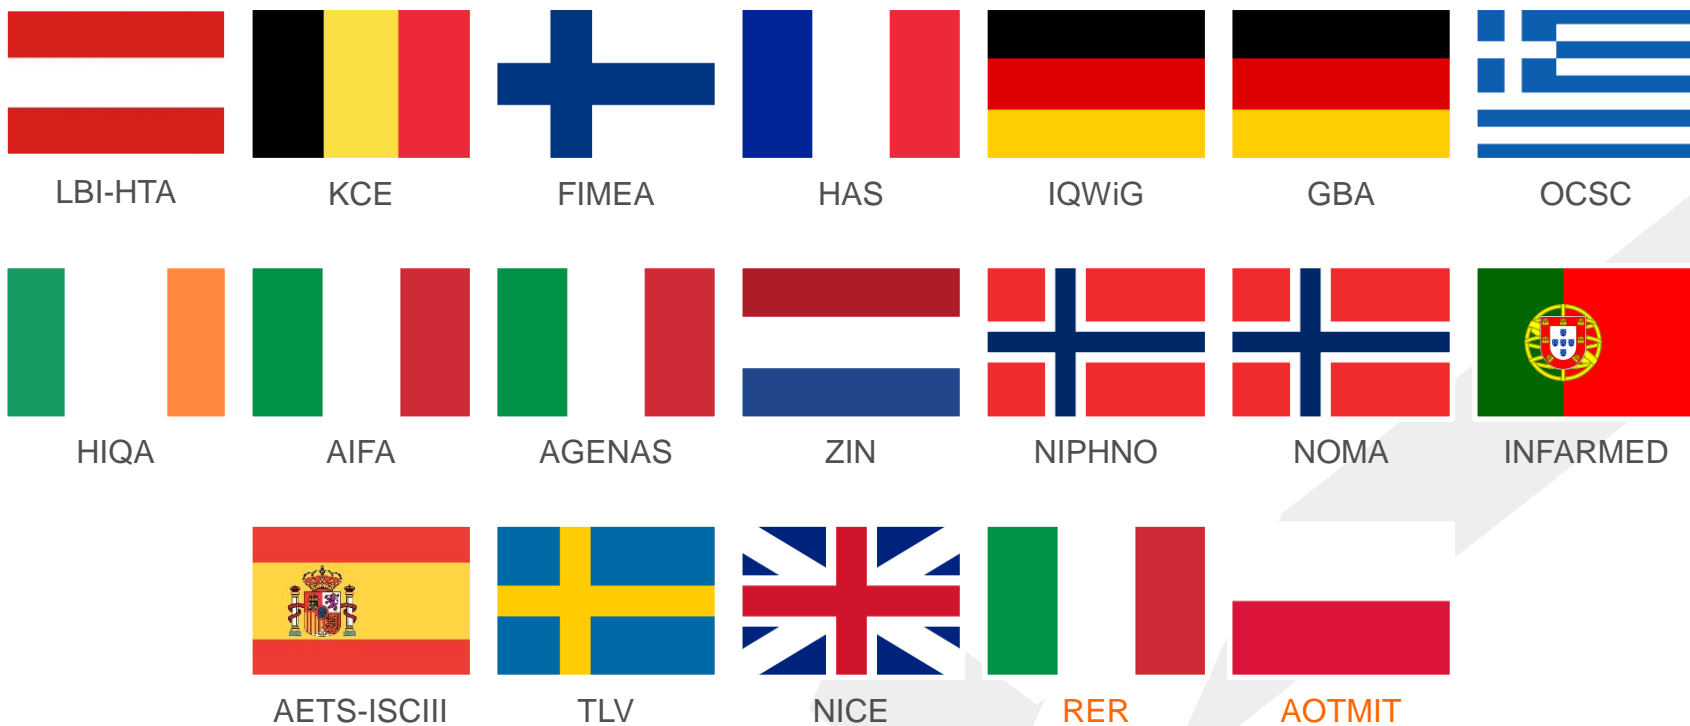 LBI-HTA KCE FIMEA HAS IQWiG GBA OCSC
HIQA AIFA AGENAS ZIN NIPHNO NOMA INFARMED
AETS-ISCIII TLV NICE RER AOTMIT